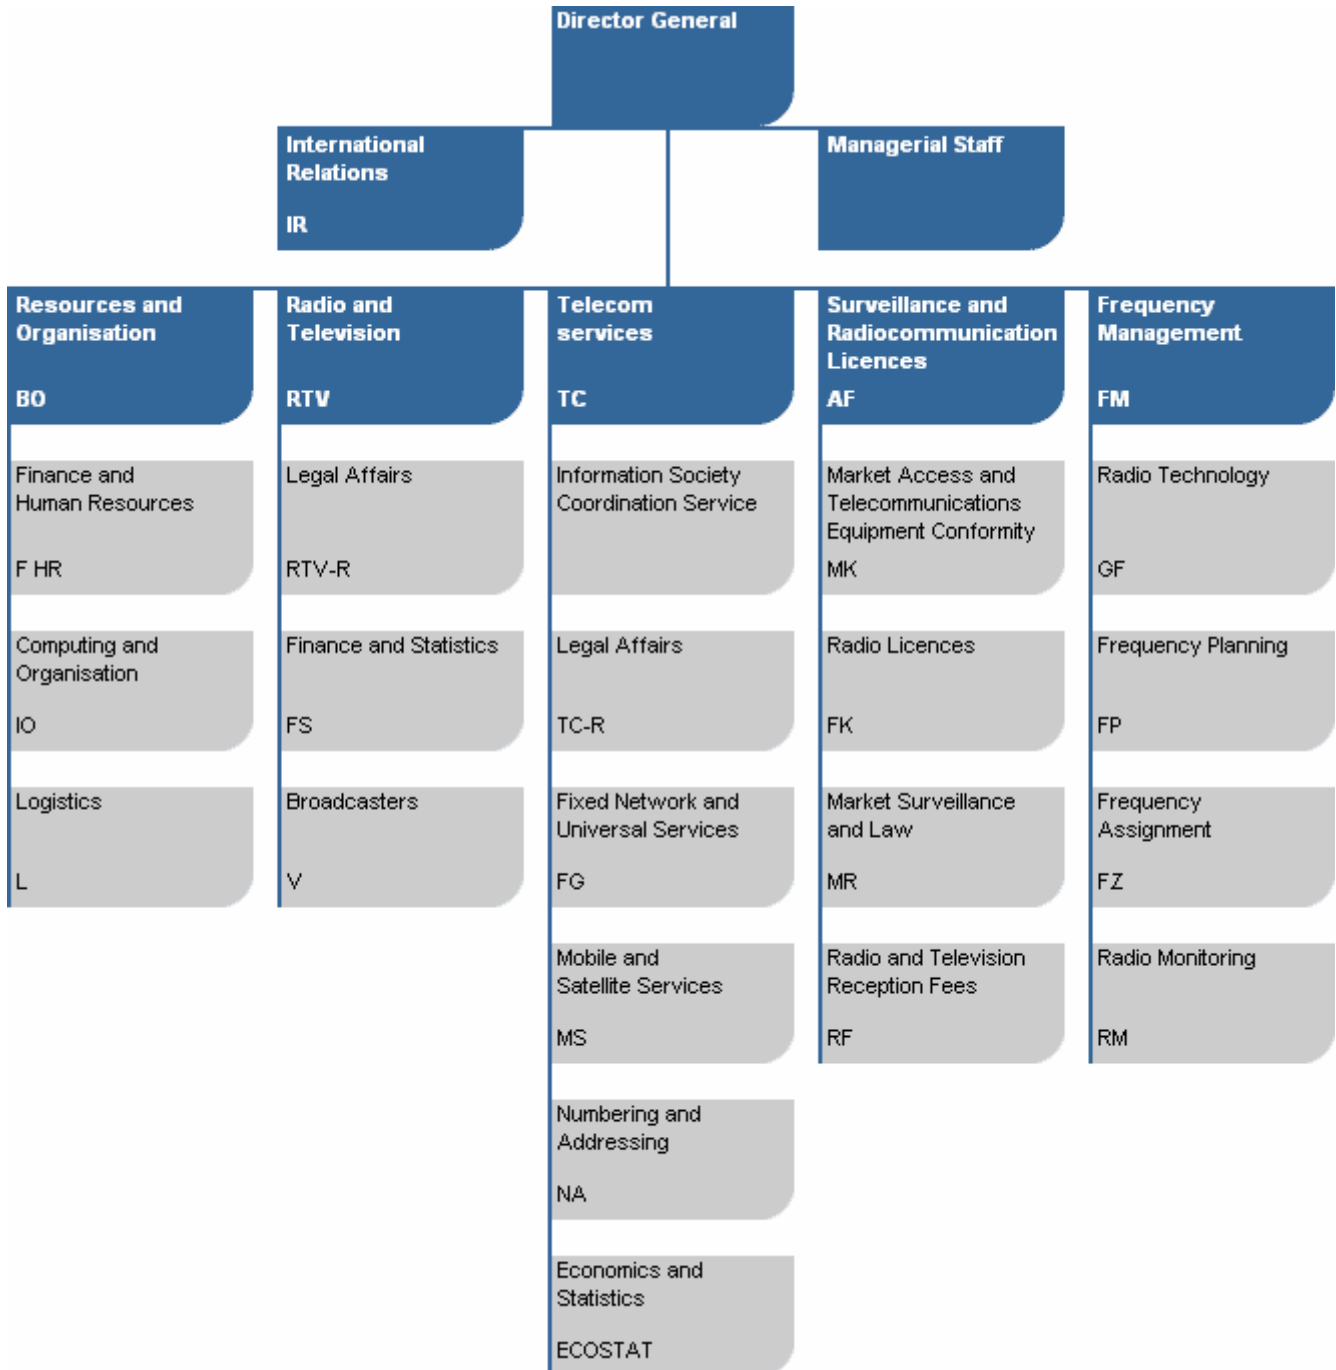 Director General
International
Relations
IR
Managerial Staff
Resources and
Organisation
BO
Radio and
Television
RTV
Telecom
services
TC
Surveillance and
Radiocommunication
Licences
AF
Frequency
Management
FM
Finance and
Human Resources
F HR
Computing and
Organisation
IO
Logistics
L
Legal Affairs
RTV-R
Finance and Statistics
FS
Broadcasters
V
Information Society
Coordination Service
Legal Affairs
TC-R
Fixed Network and
Universal Services
FG
Mobile and
Satellite Services
MS
Numbering and
Addressing
NA
Economics and
Statistics
ECOSTAT
Market Access and
Telecommunications
Equipment Conformity
MK
Radio Licences
FK
Market Surveillance
and Law
MR
Radio and Television
Reception Fees
RF
Radio Technology
GF
Frequency Planning
FP
Frequency
Assignment
FZ
Radio Monitoring
RM